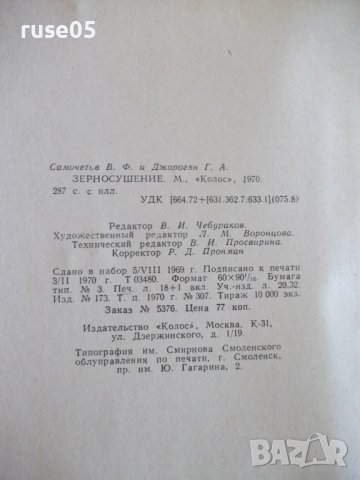 ruse05
Самочетов В. Ф. и Джорогян Г. А.
ЗЕРНОСУШЕНИЕ. М., «Колос», 1970.
287 с. с илл.
УДК [664.72+[631.362.7:633.1](075.8)
Редактор В. И. Чебураков.
Художественный редактор Л. М. Воронцова.
Технический редактор В. И. Просвирина.
Корректор Р. Д. Пронман
Сдано в набор 5/VIII 1969 г. Подписано к печати
3/II 1970 г. Т 03480. Формат 60×90¹/₁₆. Бумага
тип. № 3. Печ. л. 18+1 вкл. Уч.-изд. л. 20,32.
Изд. № 173. Т. п. 1970 г. № 307. Тираж 10 000 экз.
Заказ № 5376. Цена 77 коп.
Издательство «Колос», Москва, К-31,
ул. Дзержинского, д. 1/19.
Типография им. Смирнова Смоленского
облуправления по печати, г. Смоленск,
пр. им. Ю. Гагарина, 2.
BAZAR
bg